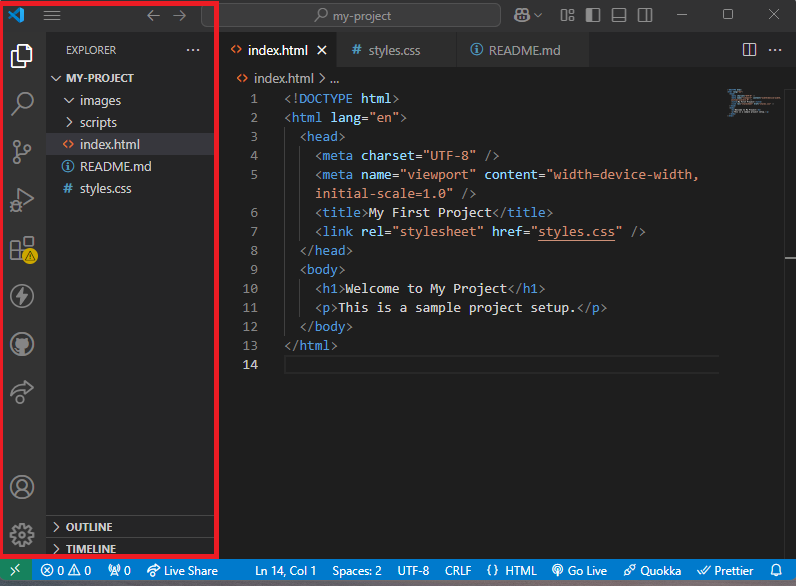 my-project
EXPLORER
MY-PROJECT
images
scripts
index.html
README.md
styles.css
OUTLINE
TIMELINE
index.html
styles.css
README.md
index.html > ...
1 <!DOCTYPE html>
2 <html lang="en">
3 <head>
4 <meta charset="UTF-8" />
5 <meta name="viewport" content="width=device-width,
initial-scale=1.0" />
6 <title>My First Project</title>
7 <link rel="stylesheet" href="styles.css" />
8 </head>
9 <body>
10 <h1>Welcome to My Project</h1>
11 <p>This is a sample project setup.</p>
12 </body>
13 </html>
14
0 0 0 Live Share Ln 14, Col 1 Spaces: 2 UTF-8 CRLF {} HTML Go Live Quokka Prettier